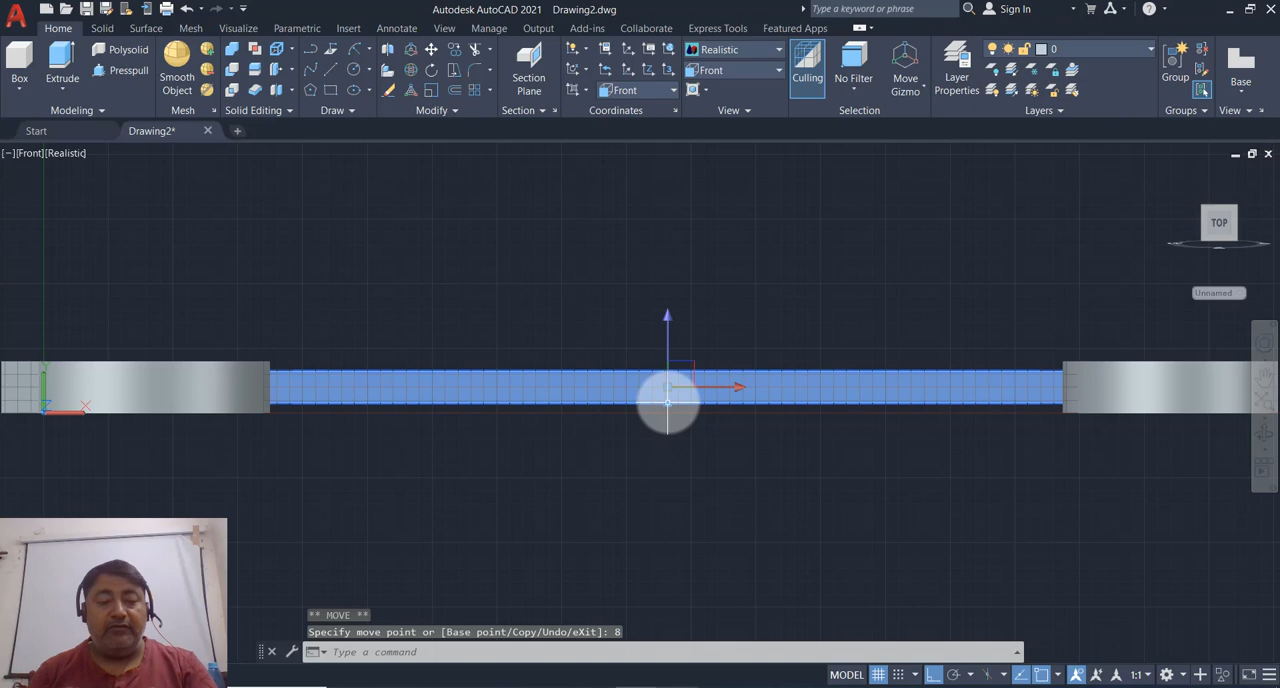 Autodesk AutoCAD 2021 Drawing2.dwg
Type a keyword or phrase
Sign In
Home Solid Surface Mesh Visualize Parametric Insert Annotate View Manage Output Add-ins Collaborate Express Tools Featured Apps
Box
Extrude
Polysolid
Presspull
Smooth
Object
Section
Plane
Realistic
Front
Front
Culling
No Filter
Move
Gizmo
Layer
Properties
0
Group
Base
Modeling Mesh Solid Editing Draw Modify Section Coordinates View Selection Layers Groups View
Start Drawing2*
[−][Front][Realistic]
TOP
Unnamed
Y
Z
X
** MOVE **
Specify move point or [Base point/Copy/Undo/eXit]: 8
Type a command
MODEL
1:1